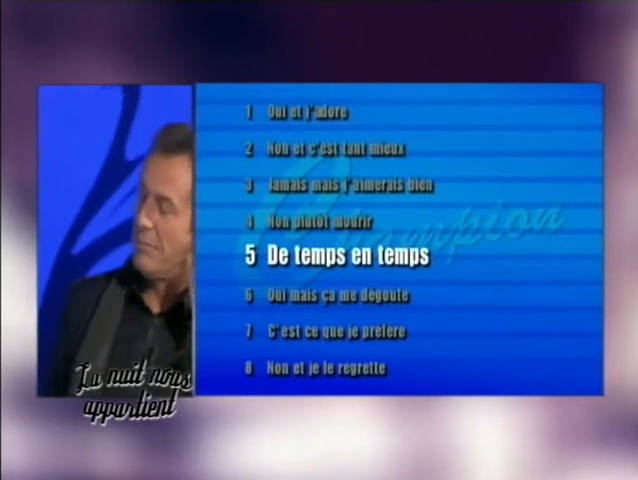 1 Oui et j'adore
2 Non et c'est tant mieux
3 Jamais mais j'aimerais bien
4 Non plutôt mourir
5 De temps en temps
6 Oui mais ça me dégoute
7 C'est ce que je préfère
8 Non et je le regrette
Champion
La nuit nous
appartient